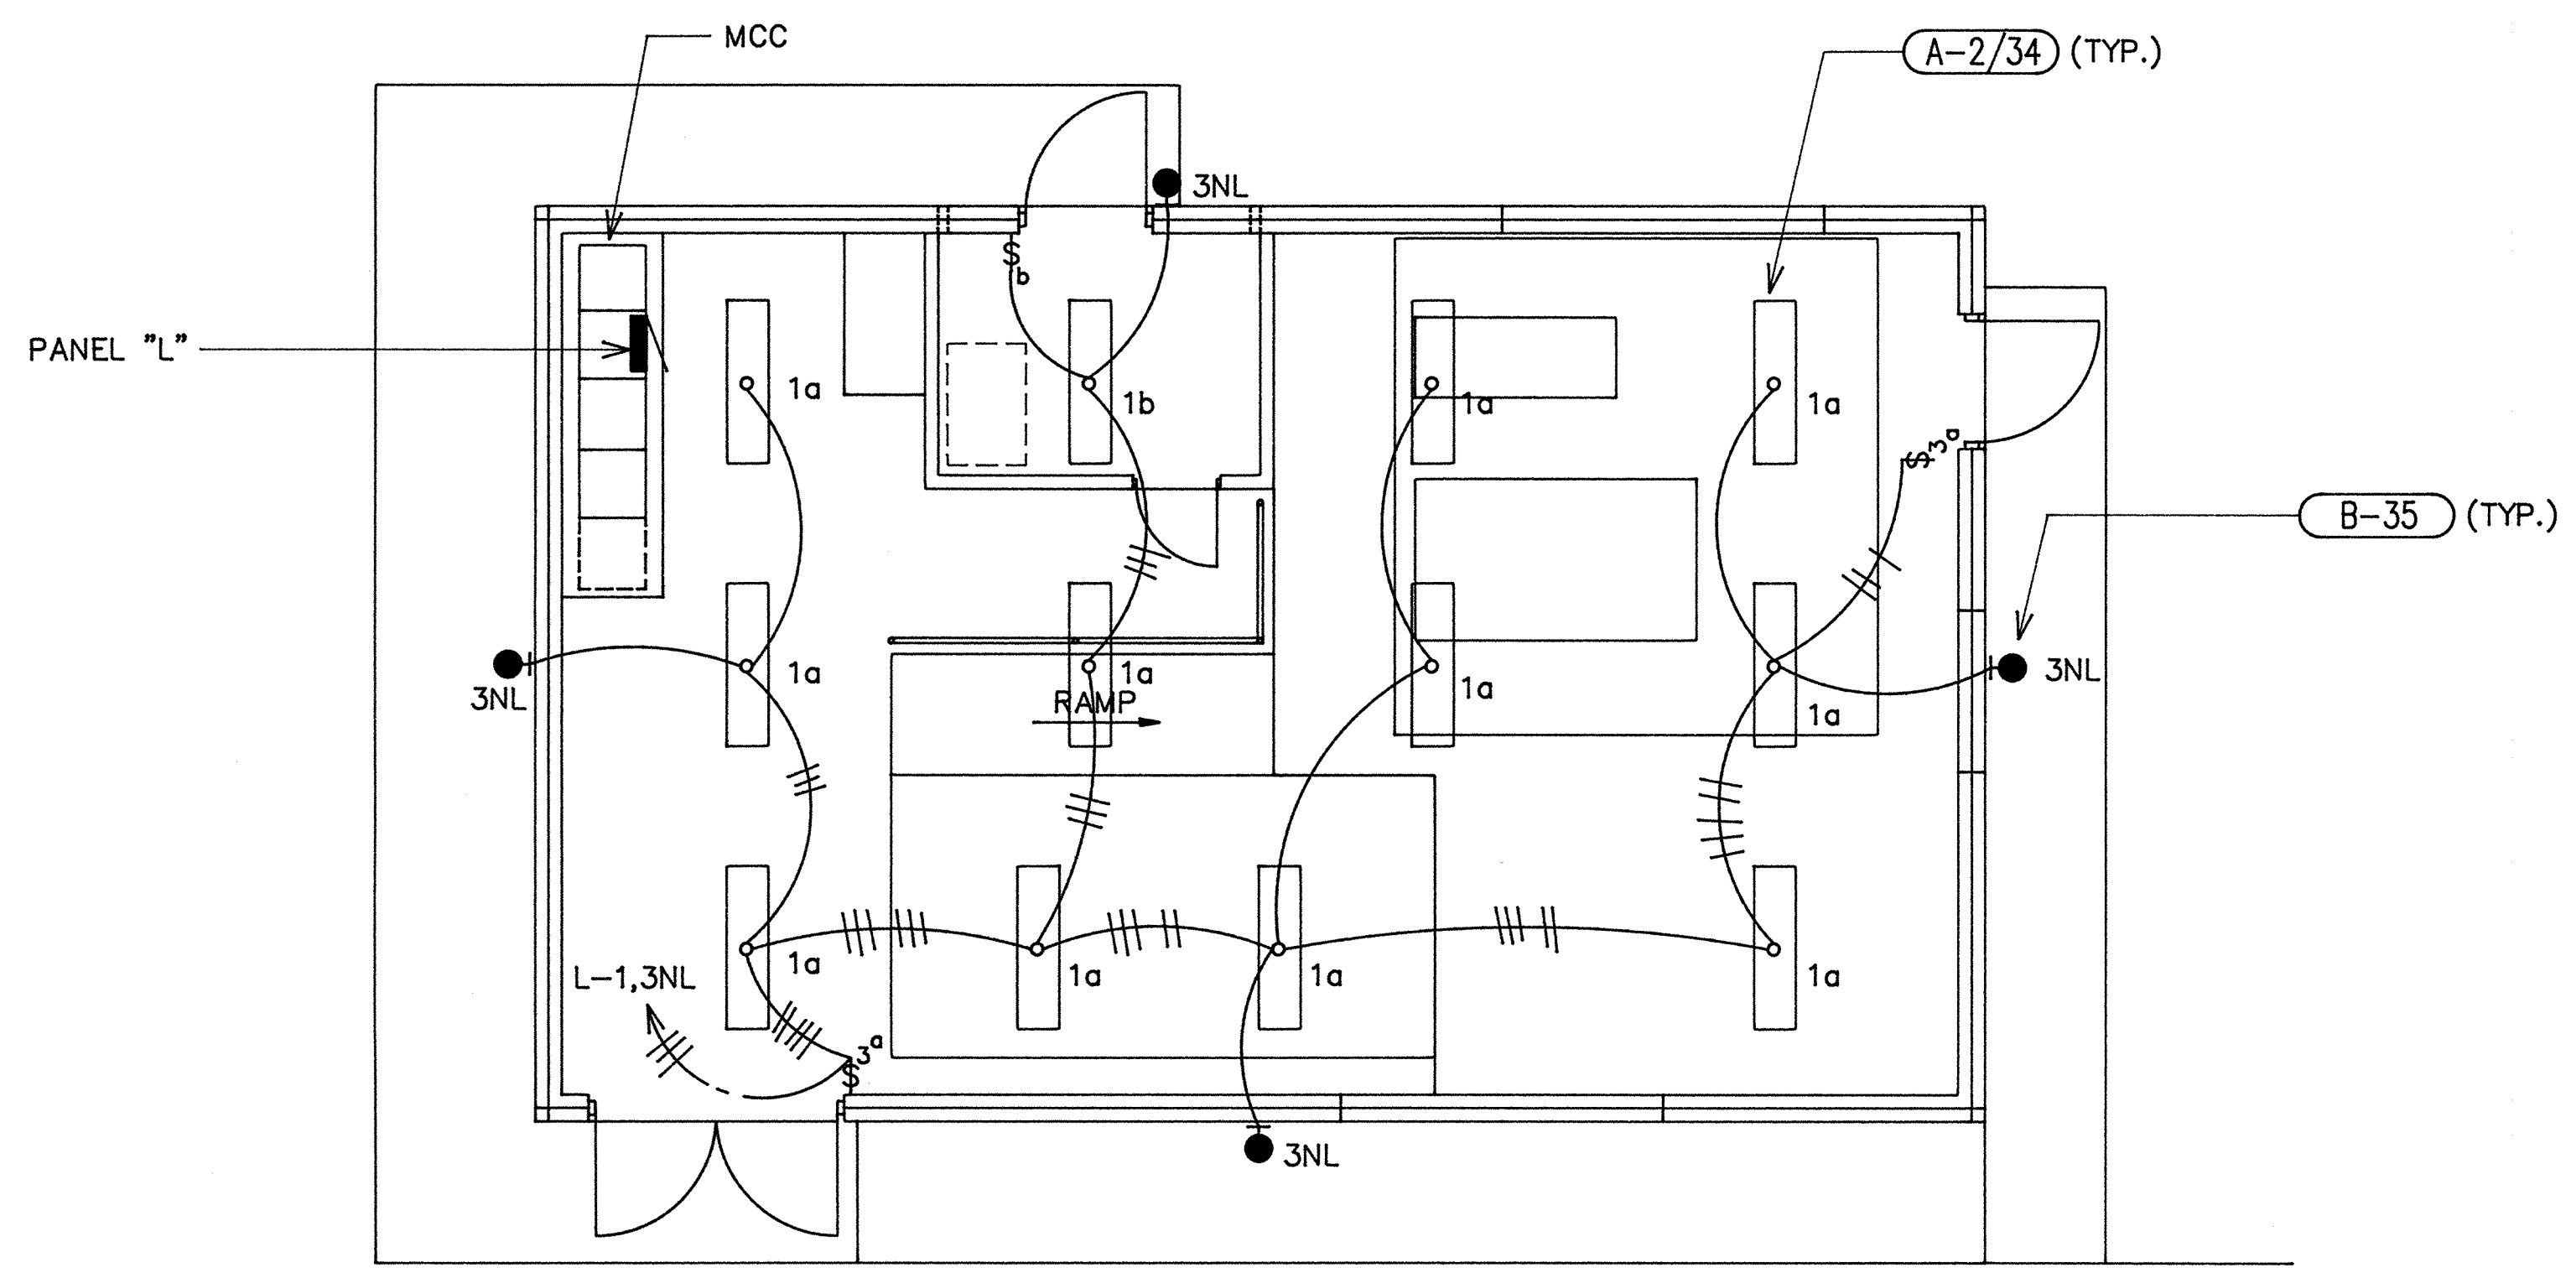 MCC
A-2/34 (TYP.)
3NL
$b
PANEL "L"
1a
1b
1a
1a
$3a
B-35 (TYP.)
3NL
1a
1a
RAMP
1a
1a
3NL
L-1,3NL
1a
1a
1a
1a
$3a
3NL